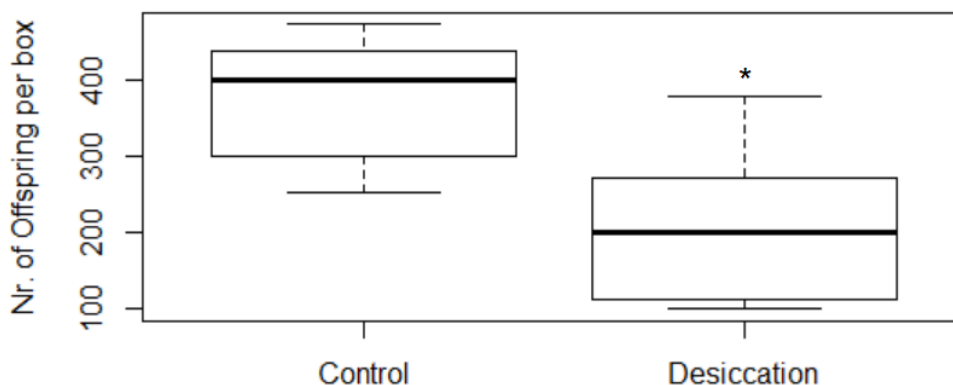 Nr. of Offspring per box
400
300
200
100
*
Control
Desiccation